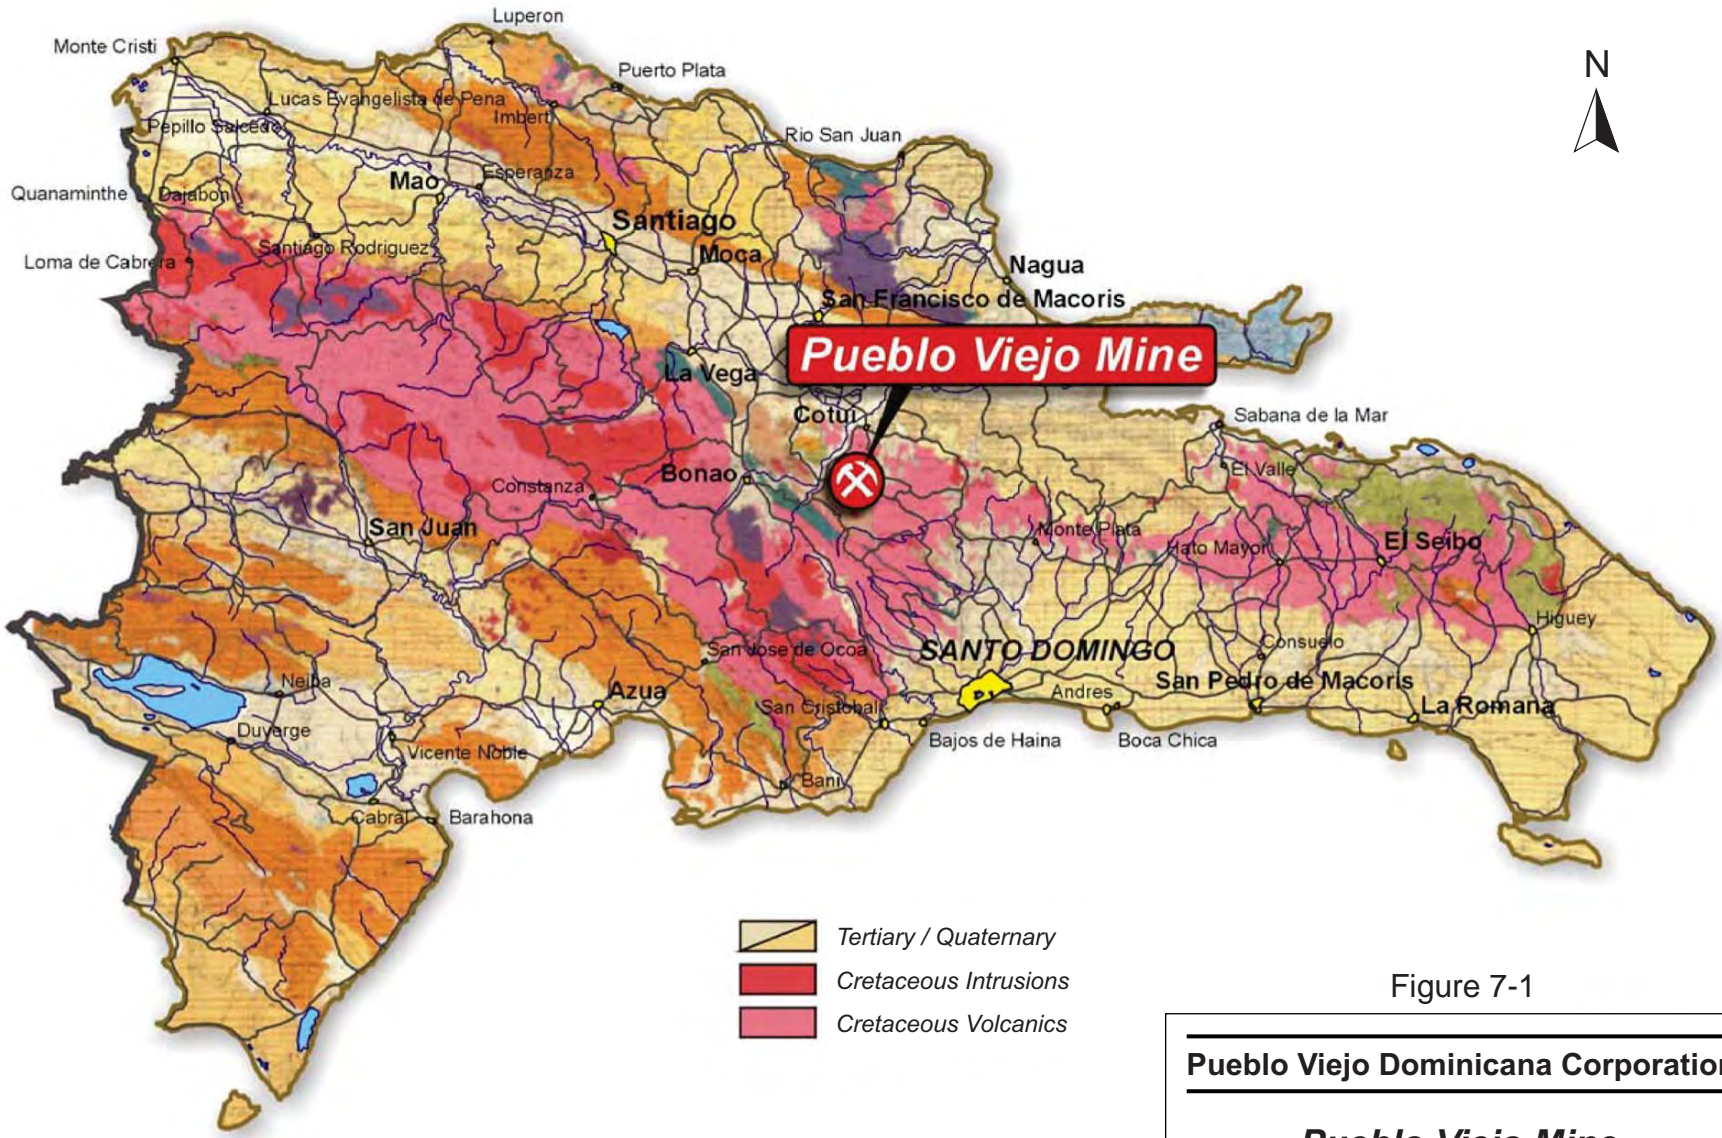 Luperon
Monte Cristi
Puerto Plata
N
Lucas Evangelista de Pena
Imbert
Pepillo Salcedo
Rio San Juan
Esperanza
Mao
Quanaminthe
Dajabon
Santiago
Santiago Rodriguez
Moca
Loma de Cabrera
Nagua
San Francisco de Macoris
Pueblo Viejo Mine
La Vega
Cotui
Sabana de la Mar
Bonao
El Valle
Constanza
San Juan
Monte Plata
Hato Mayor
El Seibo
Higuey
SANTO DOMINGO
Consuelo
San Jose de Ocoa
Neiba
Azua
Andres
San Pedro de Macoris
San Cristobal
La Romana
Duverge
Bajos de Haina
Boca Chica
Vicente Noble
Bani
Cabral
Barahona
Tertiary / Quaternary
Cretaceous Intrusions
Cretaceous Volcanics
Figure 7-1
Pueblo Viejo Dominicana Corporation
Pueblo Viejo Mine